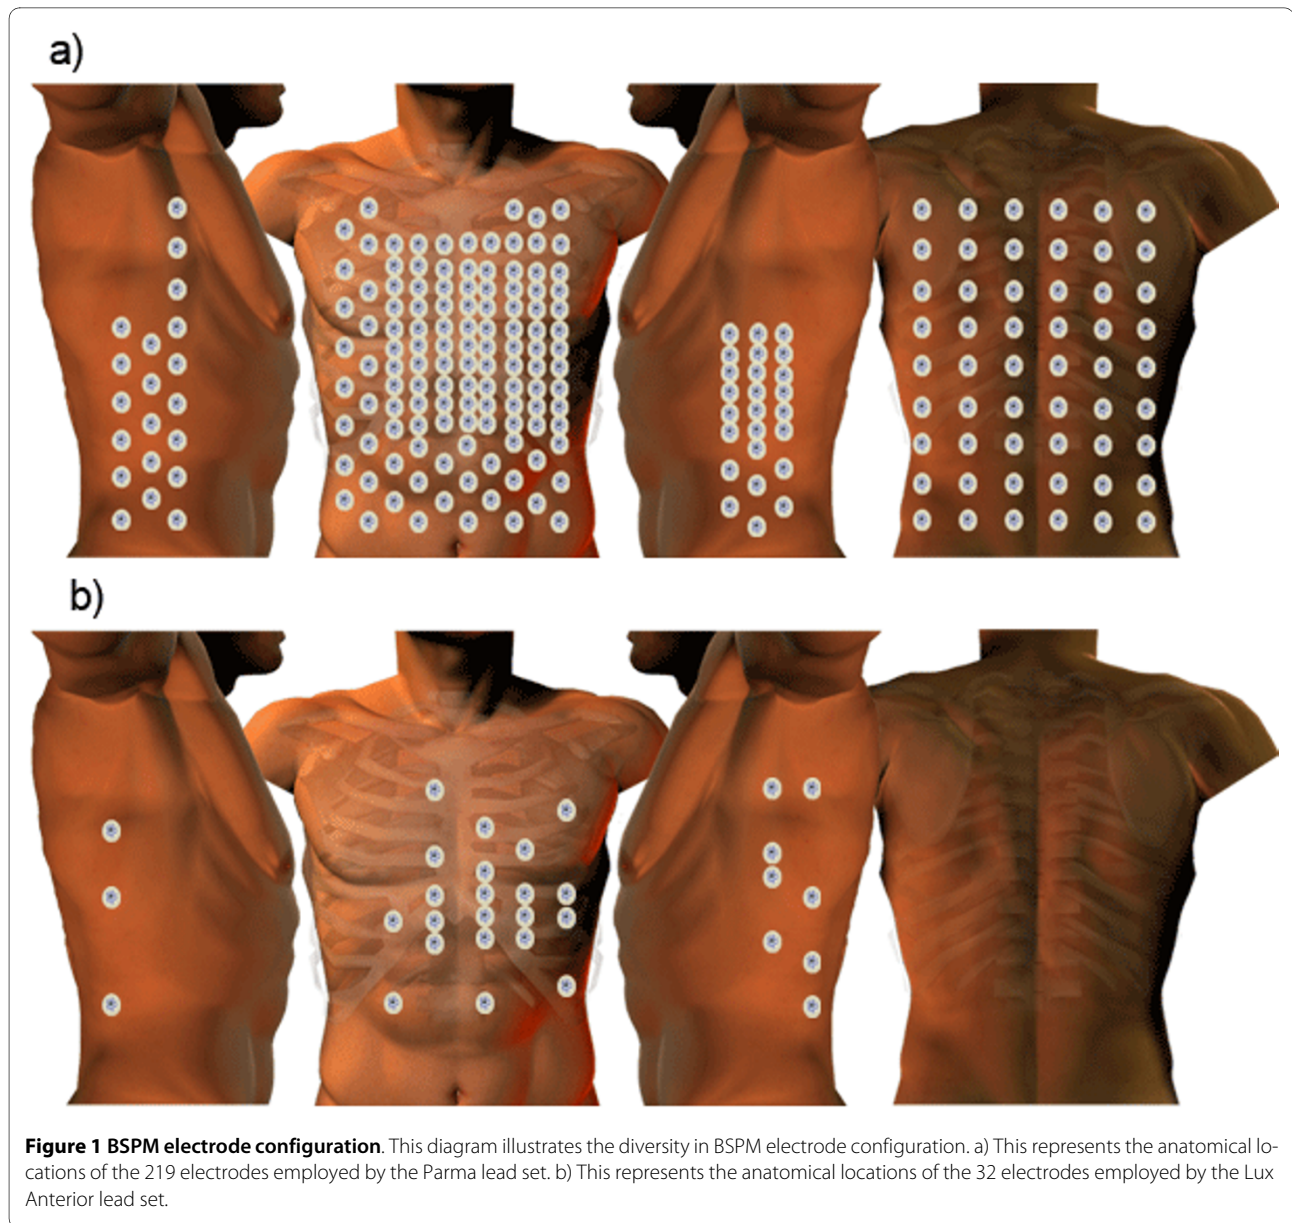 a)
b)
Figure 1 BSPM electrode configuration. This diagram illustrates the diversity in BSPM electrode configuration. a) This represents the anatomical lo-
cations of the 219 electrodes employed by the Parma lead set. b) This represents the anatomical locations of the 32 electrodes employed by the Lux
Anterior lead set.